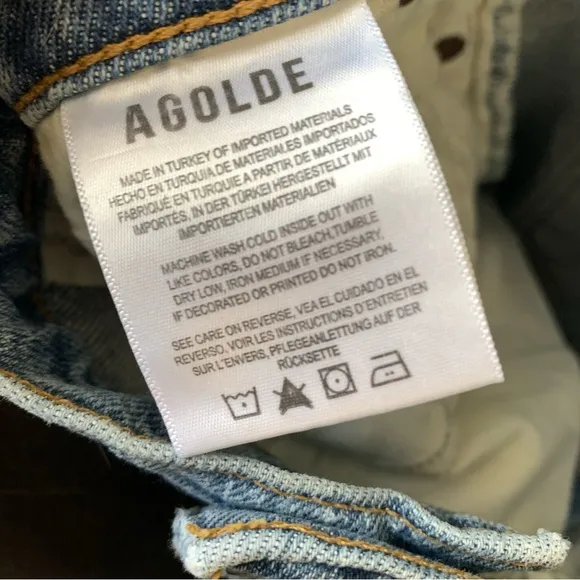 AGOLDE
MADE IN TURKEY OF IMPORTED MATERIALS
HECHO EN TURQUIA DE MATERIALES IMPORTADOS
FABRIQUÉ EN TURQUIE A PARTIR DE MATÉRIAUX
IMPORTÉS, IN DER TÜRKEI HERGESTELLT MIT
IMPORTIERTEN MATERIALIEN
MACHINE WASH COLD INSIDE OUT WITH
LIKE COLORS, DO NOT BLEACH, TUMBLE
DRY LOW, IRON MEDIUM IF NECESSARY,
IF DECORATED OR PRINTED DO NOT IRON.
SEE CARE ON REVERSE, VEA EL CUIDADO EN EL
REVERSO, VOIR LES INSTRUCTIONS D'ENTRETIEN
SUR L'ENVERS, PFLEGEANLEITUNG AUF DER
RÜCKSETTE